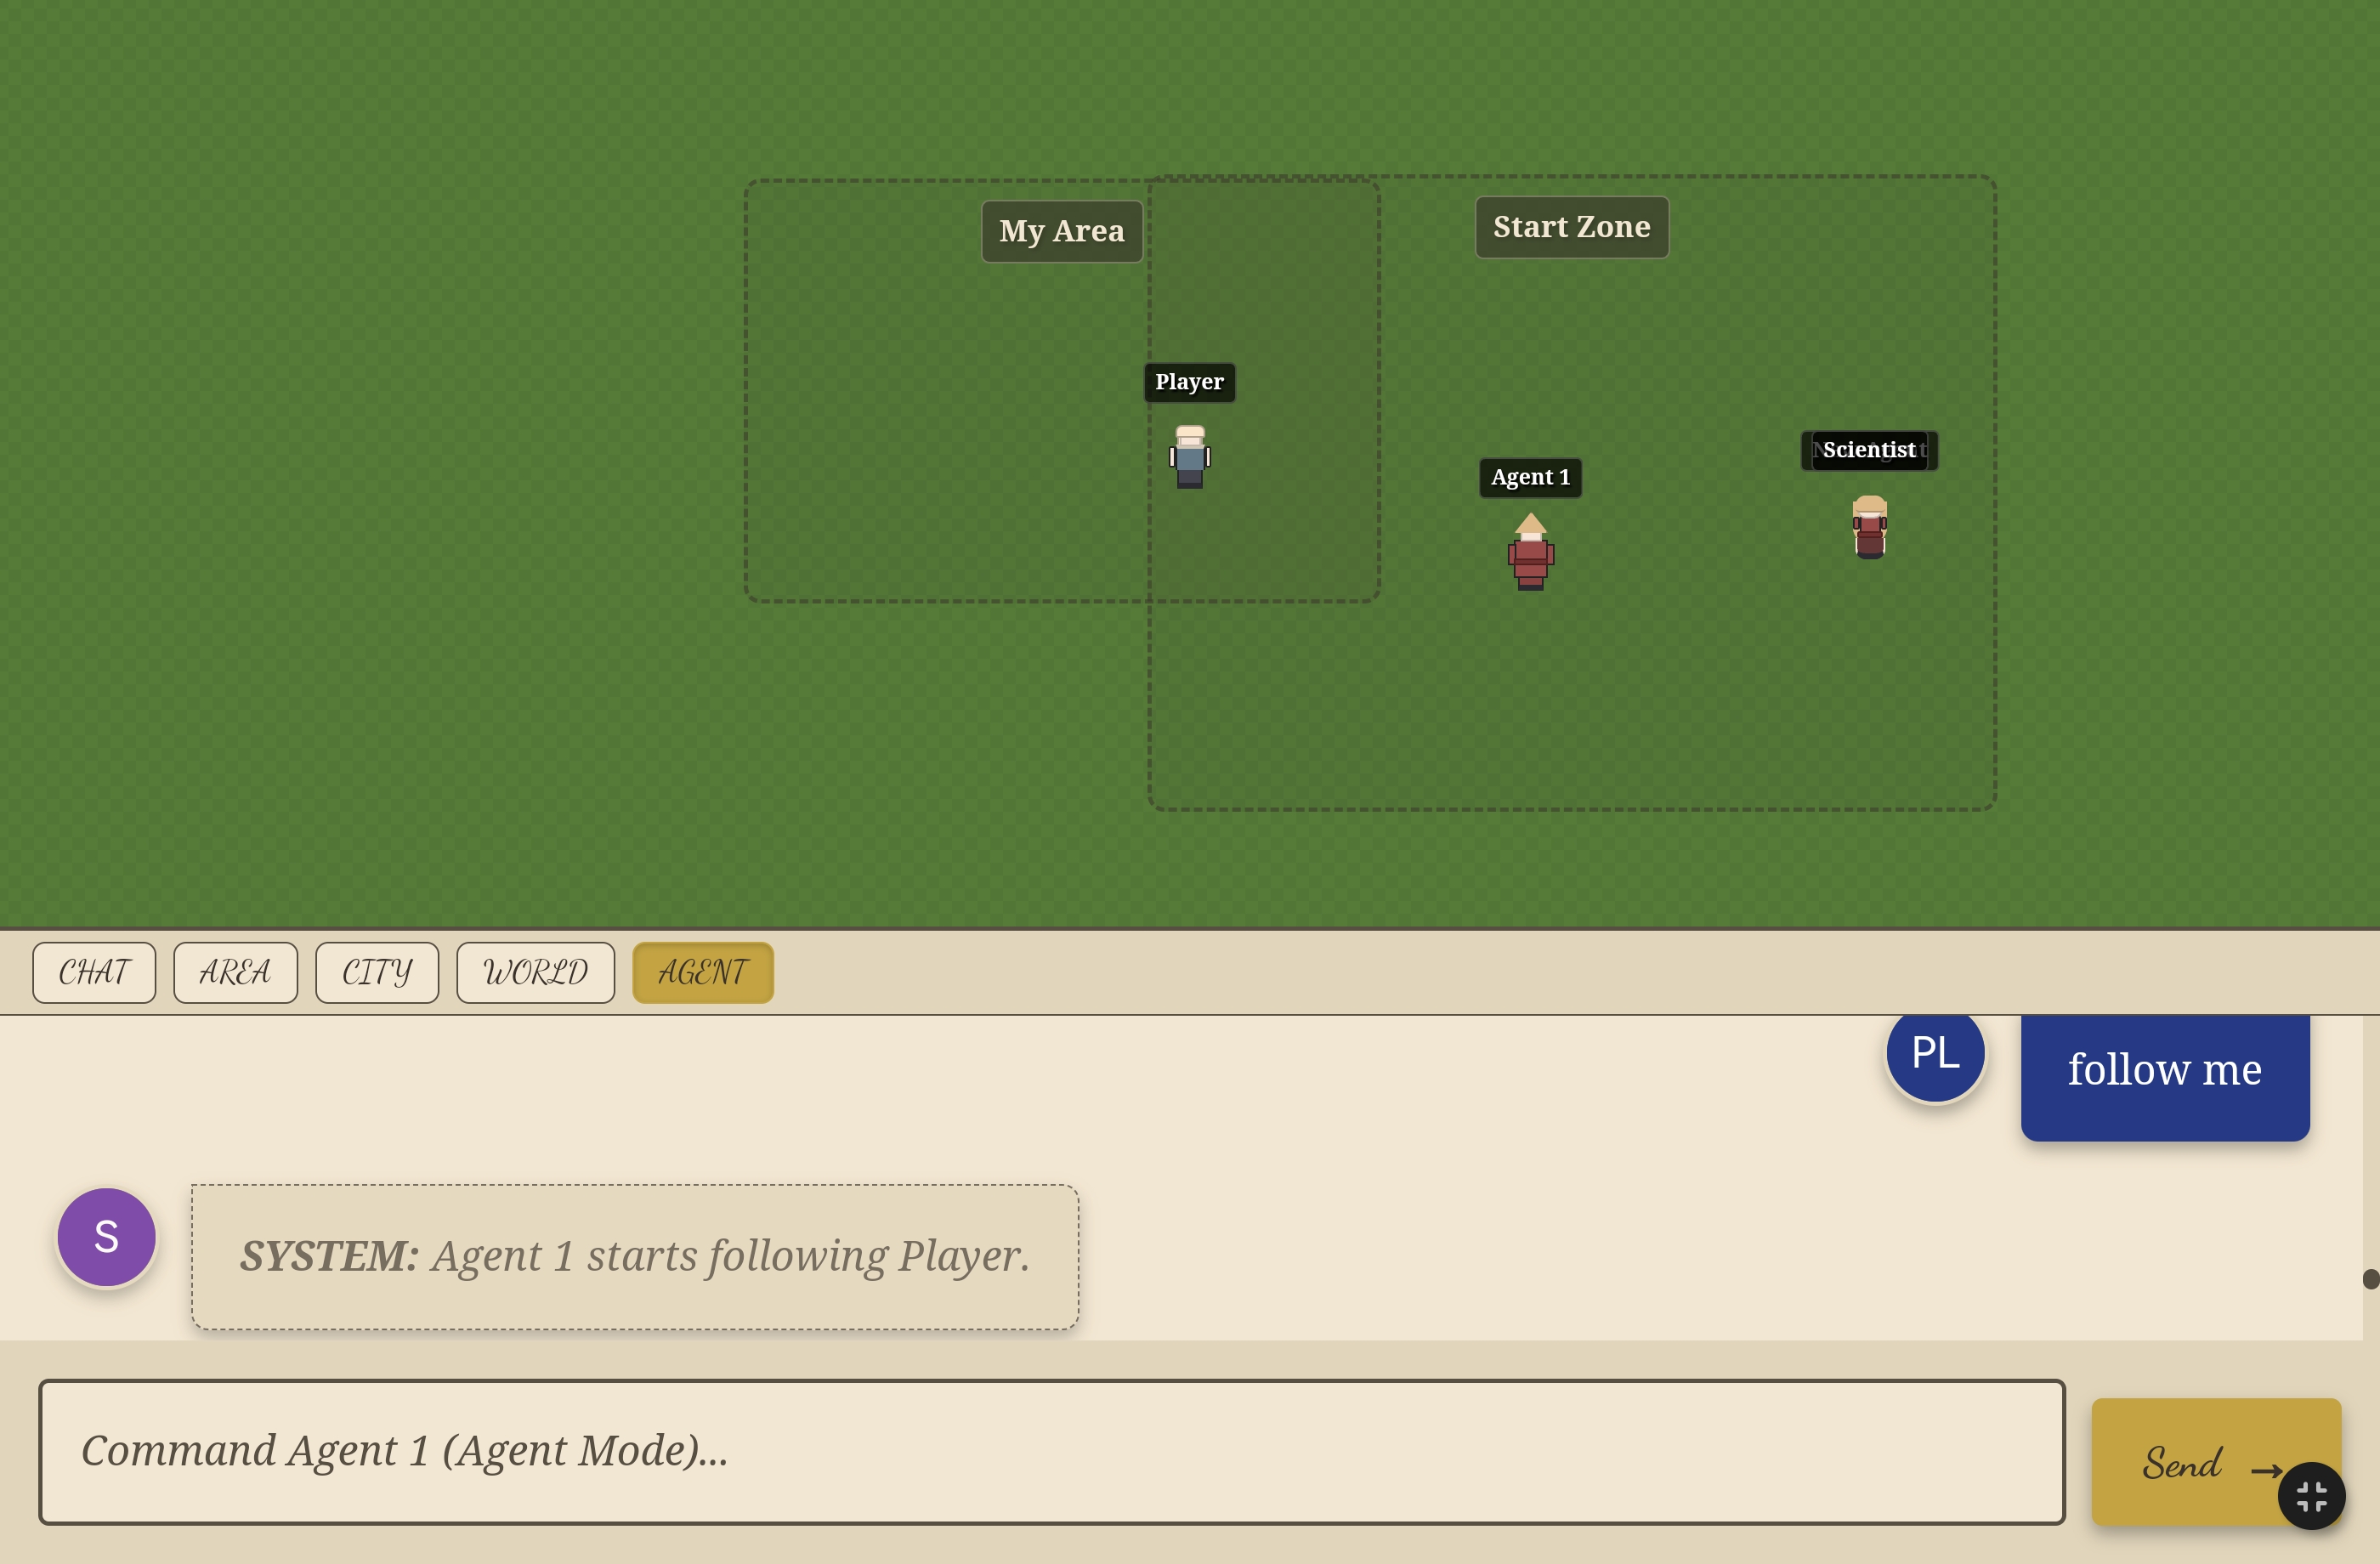 My Area
Start Zone
Player
Agent 1
Scientist
CHAT
AREA
CITY
WORLD
AGENT
PL
follow me
S
SYSTEM: Agent 1 starts following Player.
Command Agent 1 (Agent Mode)...
Send →